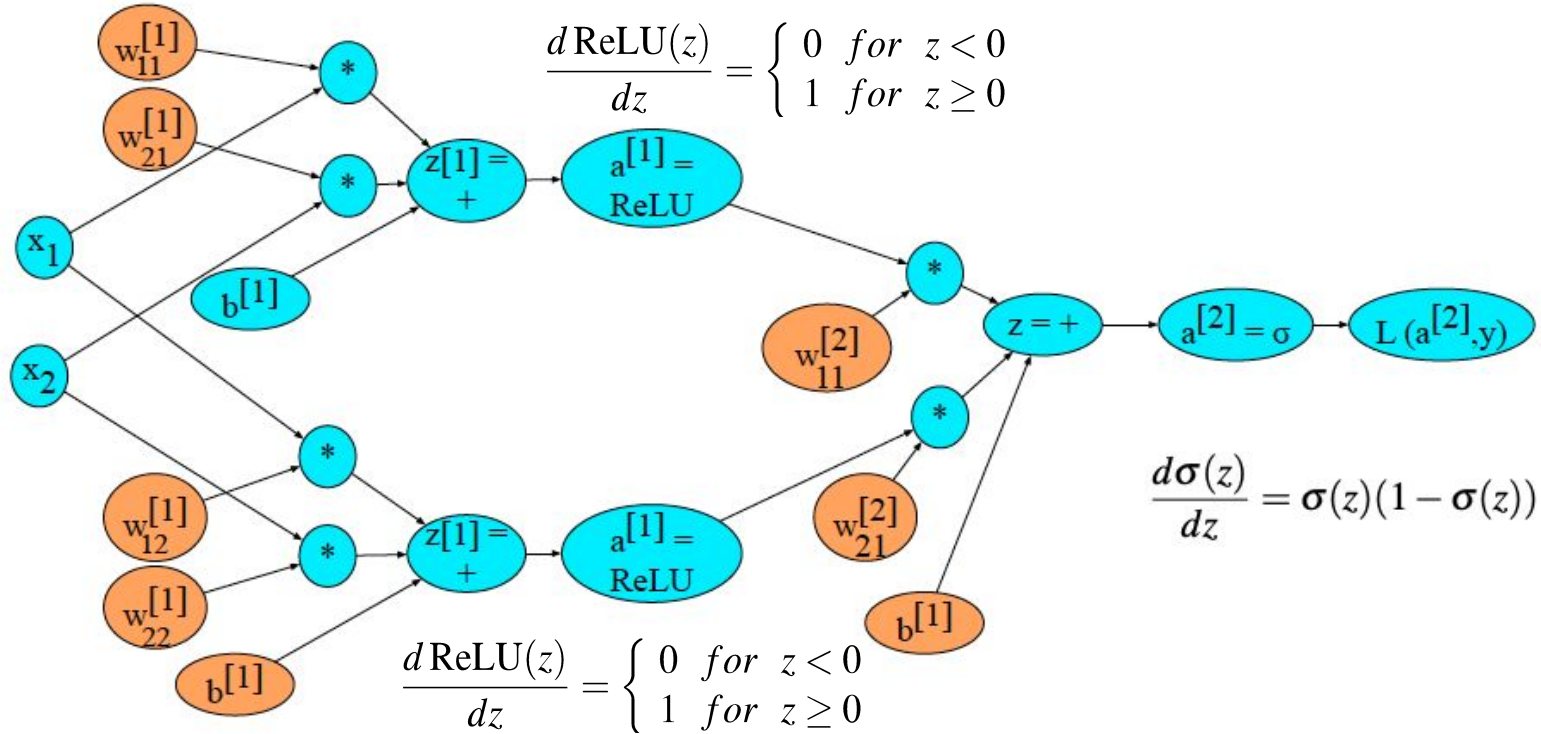 w[1]11
*
d ReLU(z)/dz = { 0 for z < 0
1 for z ≥ 0
w[1]21
*
z[1] =
+
a[1] =
ReLU
x1
b[1]
*
w[2]11
z = +
a[2] = σ
L (a[2],y)
x2
*
*
w[2]21
dσ(z)/dz = σ(z)(1 − σ(z))
w[1]12
*
z[1] =
+
a[1] =
ReLU
w[1]22
b[1]
b[1]
d ReLU(z)/dz = { 0 for z < 0
1 for z ≥ 0